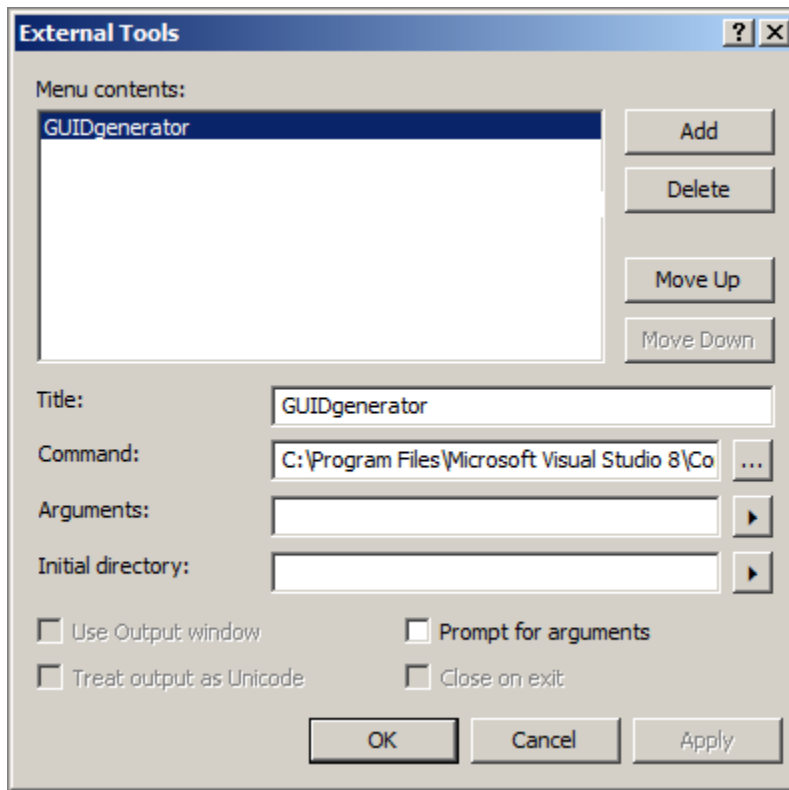 External Tools
Menu contents:
GUIDgenerator
Add
Delete
Move Up
Move Down
Title:
GUIDgenerator
Command:
C:\Program Files\Microsoft Visual Studio 8\Co
...
Arguments:
Initial directory:
Use Output window
Prompt for arguments
Treat output as Unicode
Close on exit
OK
Cancel
Apply